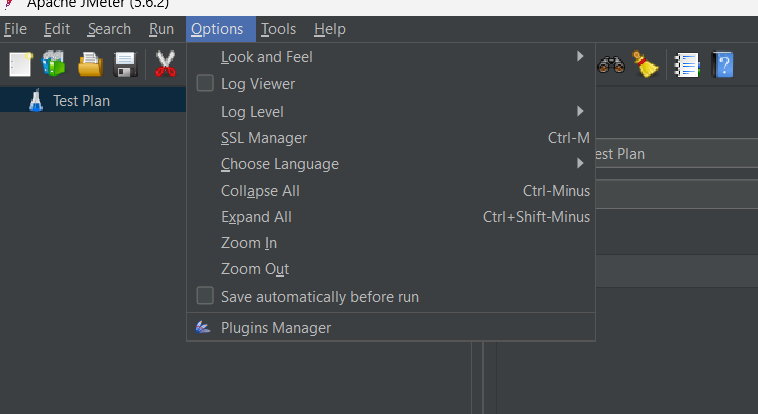 Apache JMeter (5.6.2)
File Edit Search Run Options Tools Help
Look and Feel
Log Viewer
Log Level
SSL Manager Ctrl-M
Choose Language
Collapse All Ctrl-Minus
Expand All Ctrl+Shift-Minus
Zoom In
Zoom Out
Save automatically before run
Plugins Manager
Test Plan
est Plan